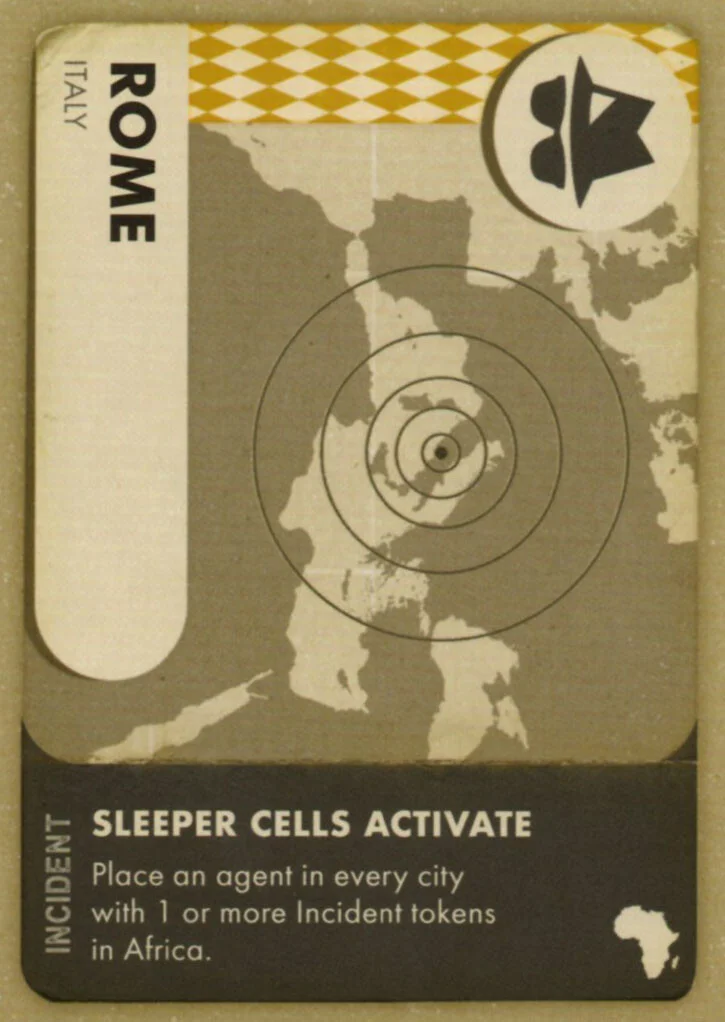 ROME
ITALY
INCIDENT
SLEEPER CELLS ACTIVATE
Place an agent in every city
with 1 or more Incident tokens
in Africa.